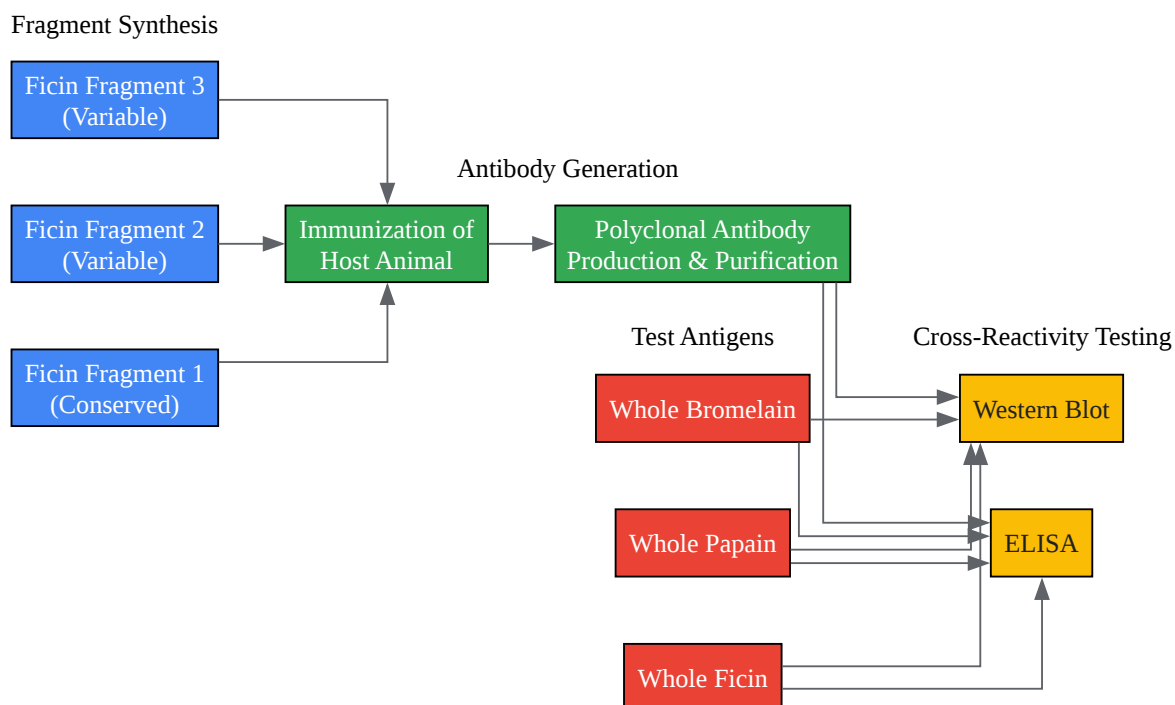 Fragment Synthesis
Ficin Fragment 3
(Variable)
Antibody Generation
Ficin Fragment 2
(Variable)
Immunization of
Host Animal
Polyclonal Antibody
Production & Purification
Ficin Fragment 1
(Conserved)
Test Antigens
Cross-Reactivity Testing
Whole Bromelain
Western Blot
Whole Papain
ELISA
Whole Ficin